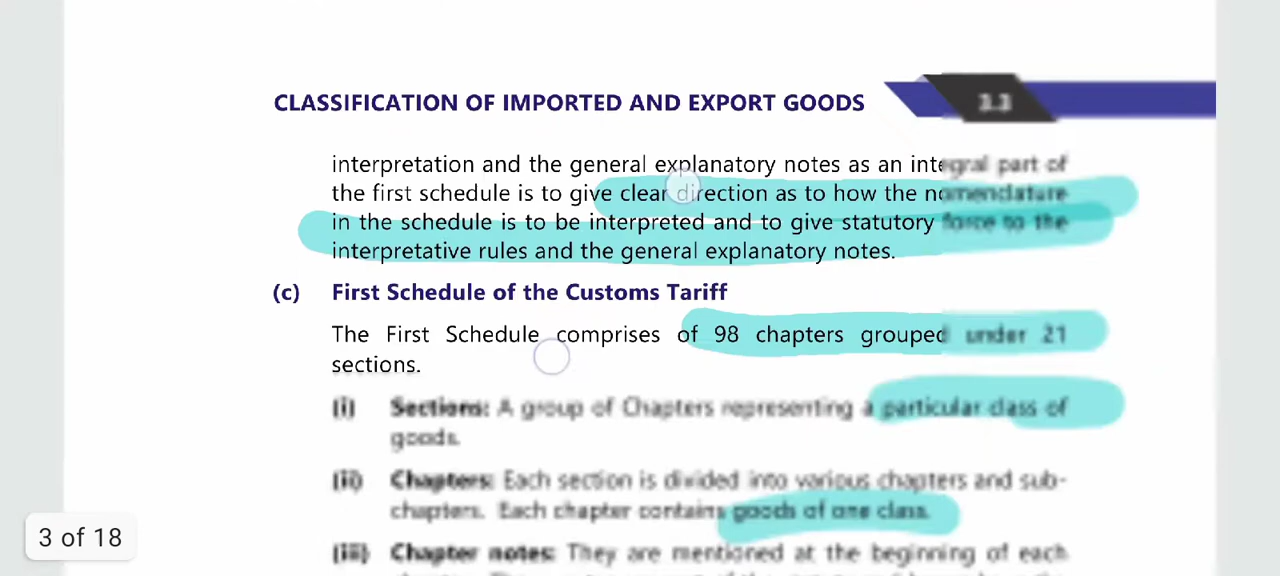 CLASSIFICATION OF IMPORTED AND EXPORT GOODS 3.3
interpretation and the general explanatory notes as an integral part of
the first schedule is to give clear direction as to how the nomenclature
in the schedule is to be interpreted and to give statutory force to the
interpretative rules and the general explanatory notes.
(c) First Schedule of the Customs Tariff
The First Schedule comprises of 98 chapters grouped under 21
sections.
(i) Sections: A group of Chapters representing a particular class of
goods.
(ii) Chapters: Each section is divided into various chapters and sub-
chapters. Each chapter contains goods of one class.
(iii) Chapter notes: They are mentioned at the beginning of each
3 of 18